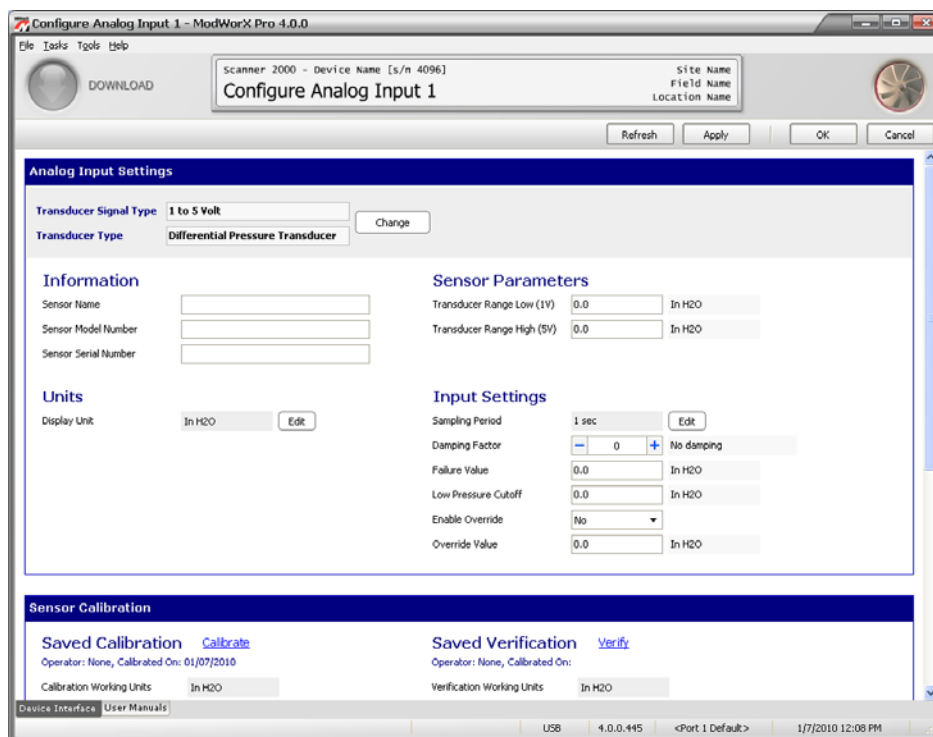 Configure Analog Input 1 - ModWorX Pro 4.0.0
File Tasks Tools Help
DOWNLOAD
Scanner 2000 - Device Name [s/n 4096]
Configure Analog Input 1
Site Name
Field Name
Location Name
Refresh Apply OK Cancel
Analog Input Settings
Transducer Signal Type 1 to 5 Volt
Transducer Type Differential Pressure Transducer
Change
Information
Sensor Name
Sensor Model Number
Sensor Serial Number
Sensor Parameters
Transducer Range Low (1V) 0.0 In H2O
Transducer Range High (5V) 0.0 In H2O
Units
Display Unit In H2O Edit
Input Settings
Sampling Period 1 sec Edit
Damping Factor − 0 + No damping
Failure Value 0.0 In H2O
Low Pressure Cutoff 0.0 In H2O
Enable Override No
Override Value 0.0 In H2O
Sensor Calibration
Saved Calibration Calibrate
Operator: None, Calibrated On: 01/07/2010
Calibration Working Units In H2O
Saved Verification Verify
Operator: None, Calibrated On:
Verification Working Units In H2O
Device Interface User Manuals
USB 4.0.0.445 <Port 1 Default> 1/7/2010 12:08 PM